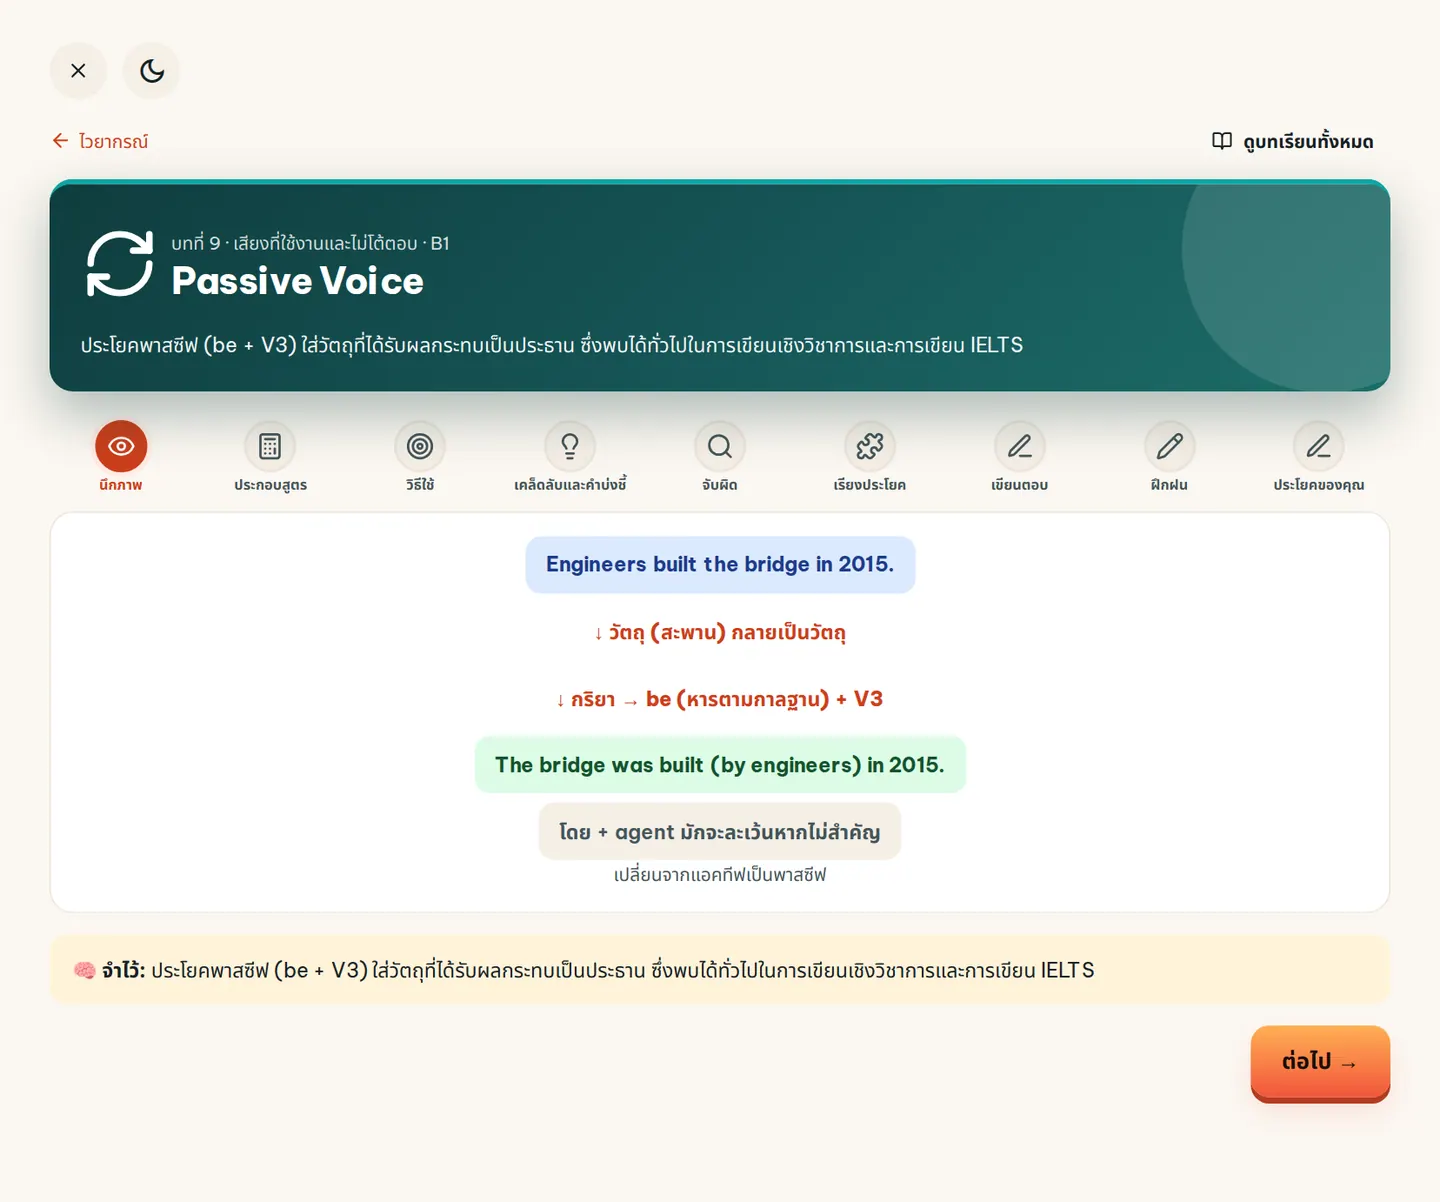 ไวยากรณ์
ดูบทเรียนทั้งหมด
บทที่ 9 · เสียงที่ใช้งานและไม่โต้ตอบ · B1
Passive Voice
ประโยคพาสซีฟ (be + V3) ใส่วัตถุที่ได้รับผลกระทบเป็นประธาน ซึ่งพบได้ทั่วไปในการเขียนเชิงวิชาการและการเขียน IELTS
นึกภาพ
ประกอบสูตร
วิธีใช้
เคล็ดลับและคำบ่งชี้
จับผิด
เรียงประโยค
เขียนตอบ
ฝึกฝน
ประโยคของคุณ
Engineers built the bridge in 2015.
↓ วัตถุ (สะพาน) กลายเป็นวัตถุ
↓ กริยา → be (หารตามกาลฐาน) + V3
The bridge was built (by engineers) in 2015.
โดย + agent มักจะละเว้นหากไม่สำคัญ
เปลี่ยนจากแอคทีฟเป็นพาสซีฟ
🧠 จำไว้: ประโยคพาสซีฟ (be + V3) ใส่วัตถุที่ได้รับผลกระทบเป็นประธาน ซึ่งพบได้ทั่วไปในการเขียนเชิงวิชาการและการเขียน IELTS
ต่อไป →